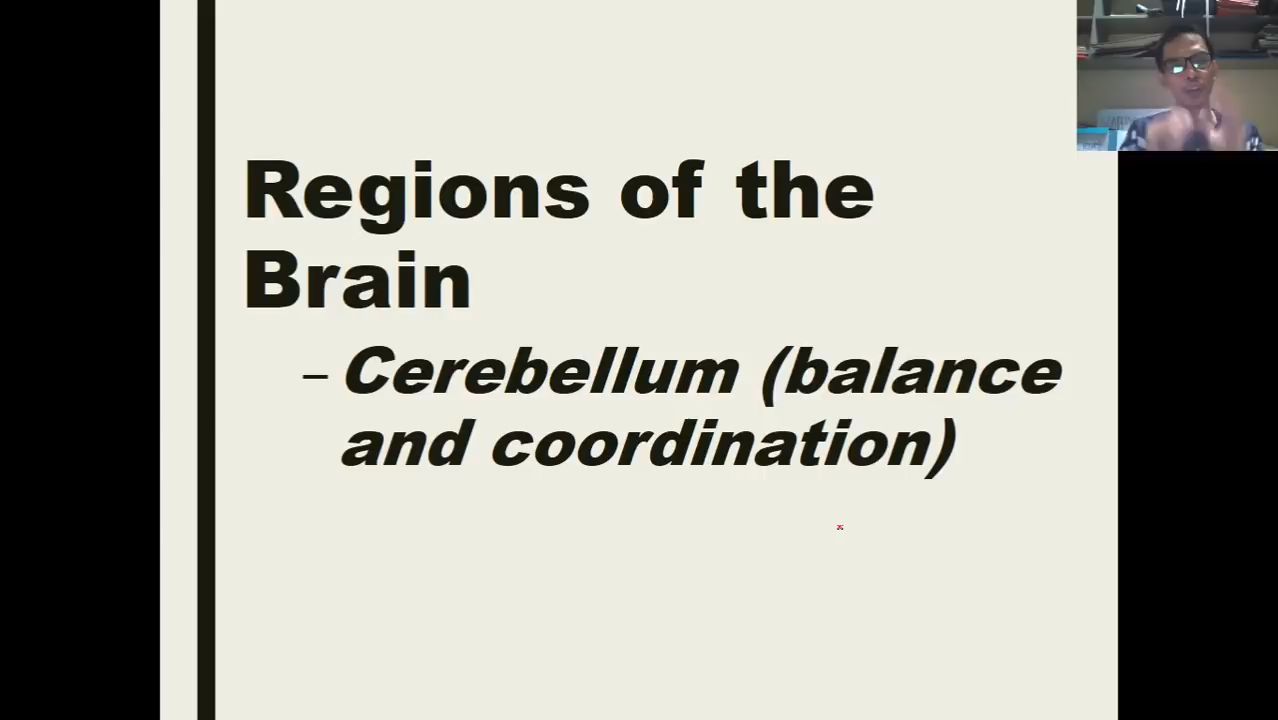 Regions of the
Brain
– Cerebellum (balance
and coordination)